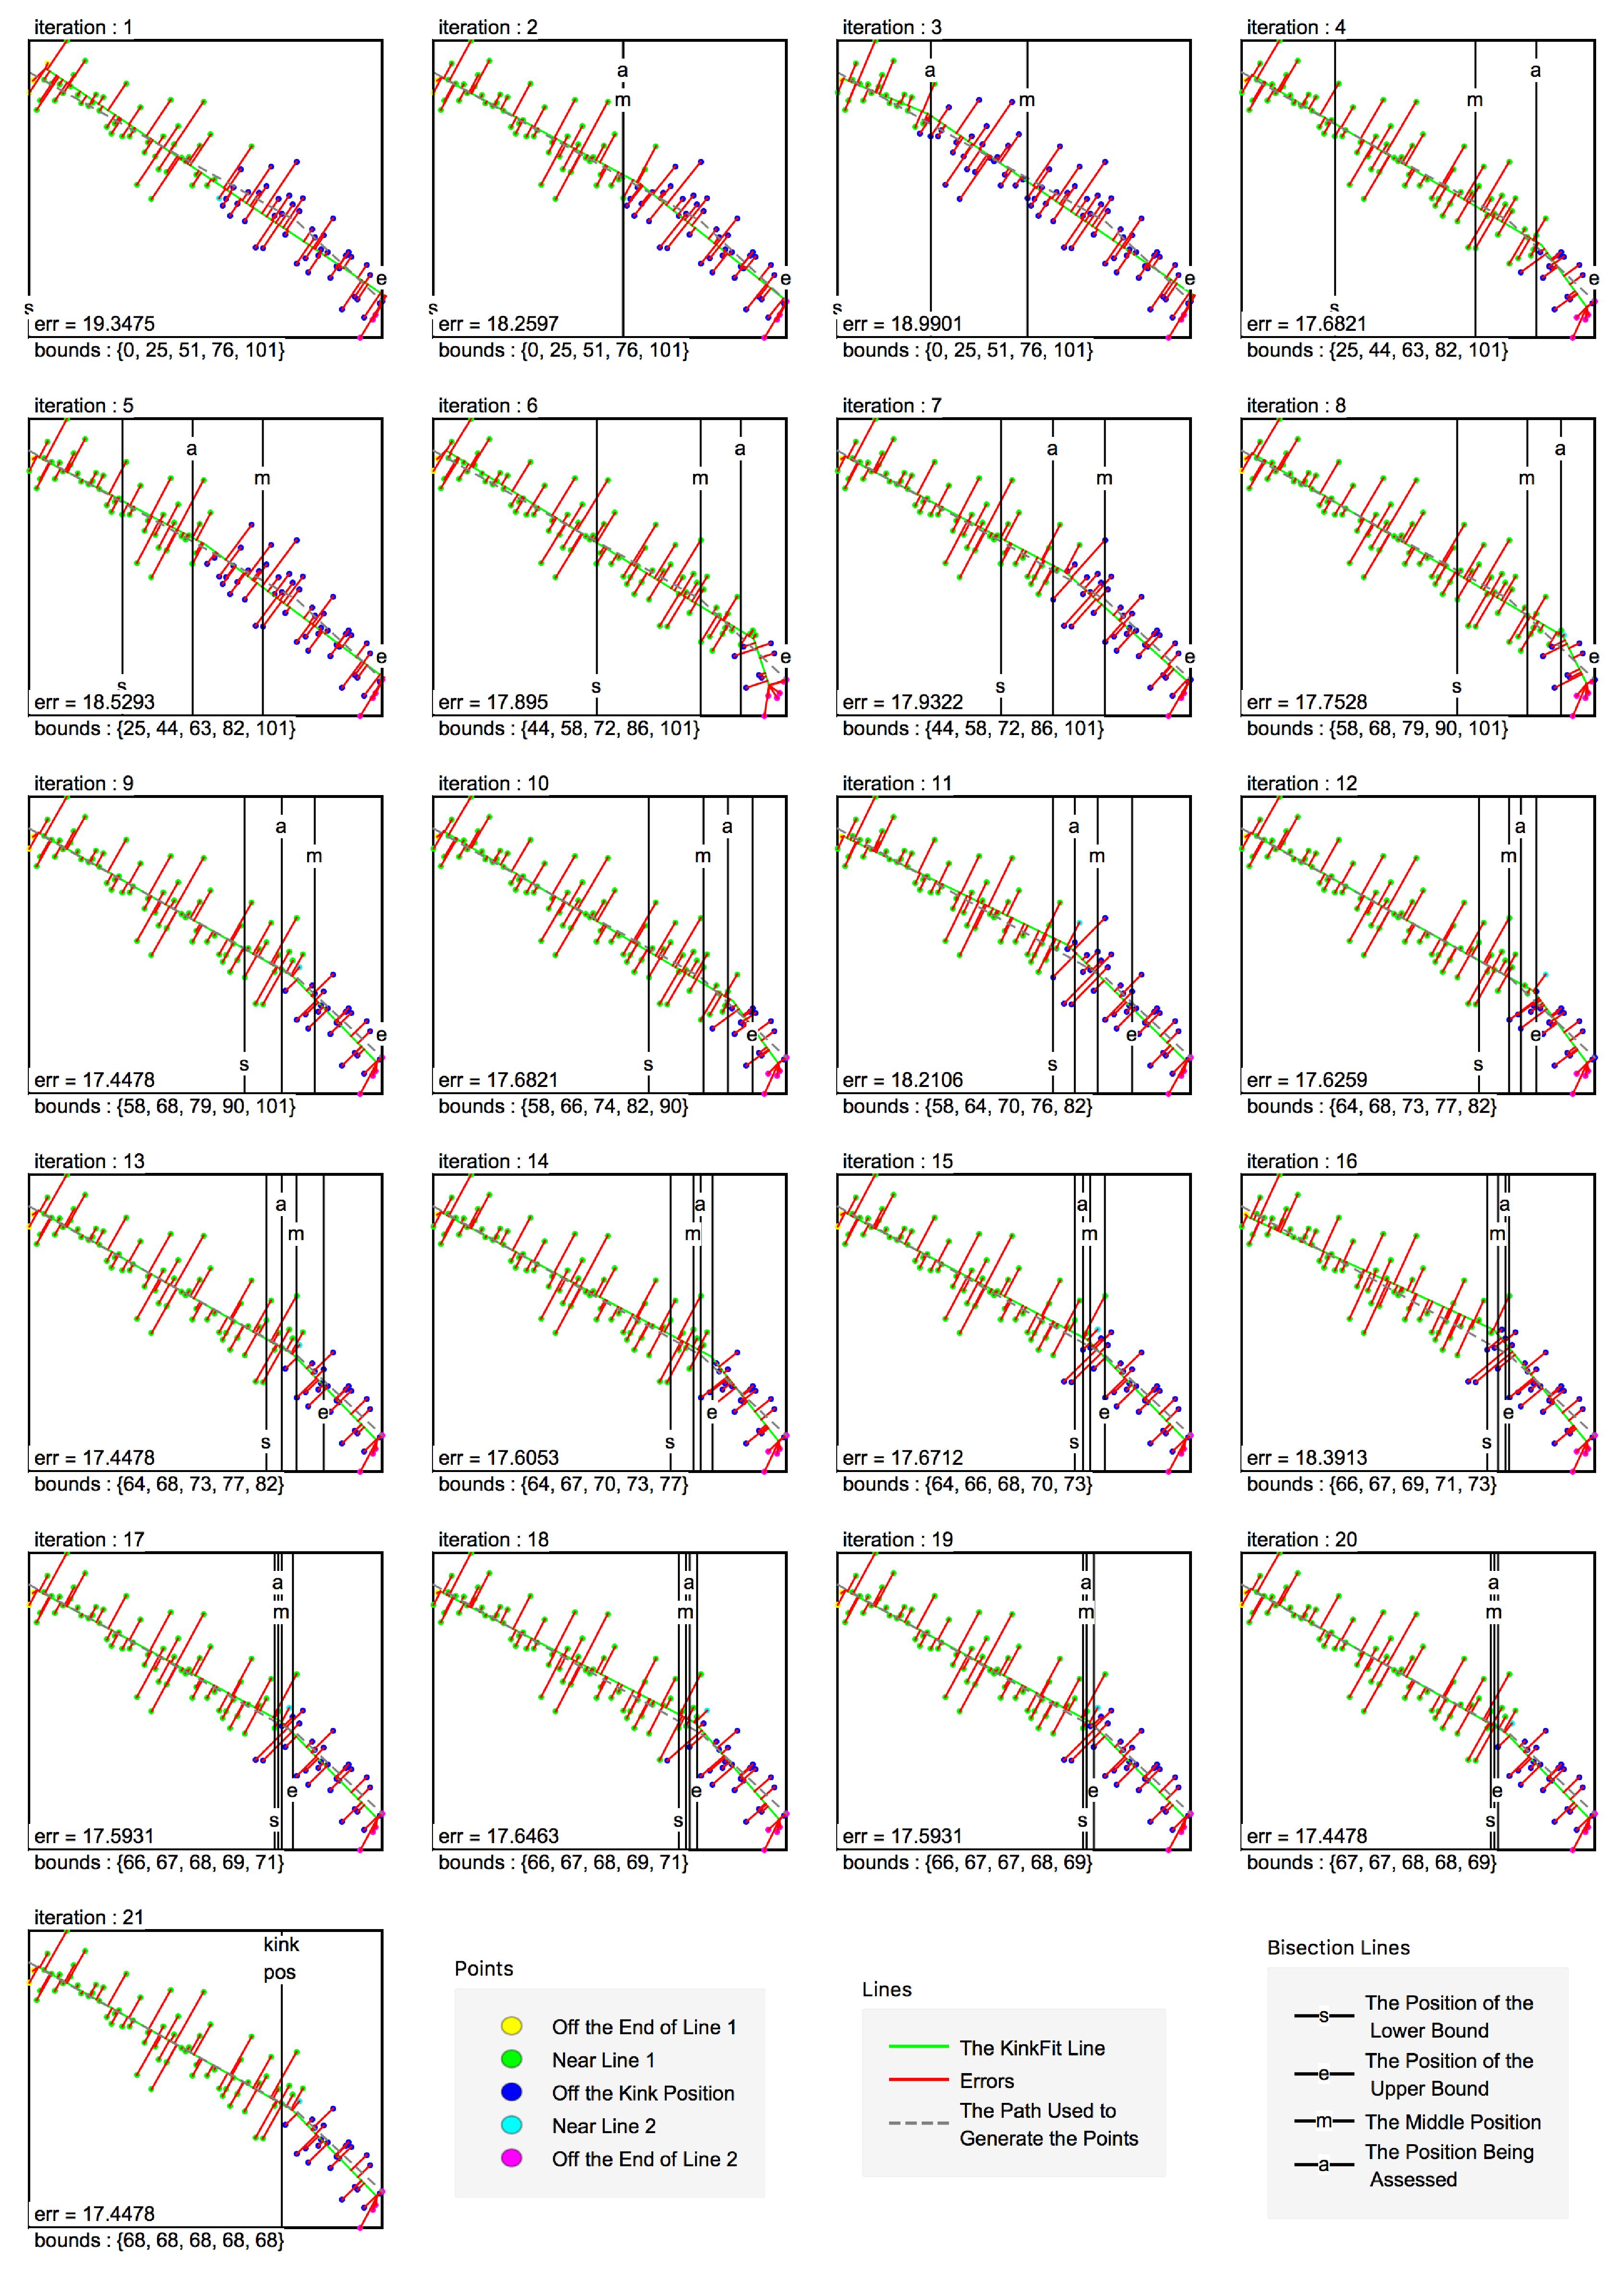 iteration : 1
s
e
err = 19.3475
bounds : {0, 25, 51, 76, 101}
iteration : 2
a
m
e
s
err = 18.2597
bounds : {0, 25, 51, 76, 101}
iteration : 3
a
m
e
s
err = 18.9901
bounds : {0, 25, 51, 76, 101}
iteration : 4
a
m
e
s
err = 17.6821
bounds : {25, 44, 63, 82, 101}
iteration : 5
a
m
e
s
err = 18.5293
bounds : {25, 44, 63, 82, 101}
iteration : 6
a
m
e
s
err = 17.895
bounds : {44, 58, 72, 86, 101}
iteration : 7
a
m
e
s
err = 17.9322
bounds : {44, 58, 72, 86, 101}
iteration : 8
a
m
e
s
err = 17.7528
bounds : {58, 68, 79, 90, 101}
iteration : 9
a
m
e
s
err = 17.4478
bounds : {58, 68, 79, 90, 101}
iteration : 10
a
m
e
s
err = 17.6821
bounds : {58, 66, 74, 82, 90}
iteration : 11
a
m
e
s
err = 18.2106
bounds : {58, 64, 70, 76, 82}
iteration : 12
a
m
e
s
err = 17.6259
bounds : {64, 68, 73, 77, 82}
iteration : 13
a
m
e
s
err = 17.4478
bounds : {64, 68, 73, 77, 82}
iteration : 14
a
m
e
s
err = 17.6053
bounds : {64, 67, 70, 73, 77}
iteration : 15
a
m
e
s
err = 17.6712
bounds : {64, 66, 68, 70, 73}
iteration : 16
a
m
e
s
err = 18.3913
bounds : {66, 67, 69, 71, 73}
iteration : 17
a
m
e
s
err = 17.5931
bounds : {66, 67, 68, 69, 71}
iteration : 18
a
m
e
s
err = 17.6463
bounds : {66, 67, 68, 69, 71}
iteration : 19
a
m
e
s
err = 17.5931
bounds : {66, 67, 67, 68, 69}
iteration : 20
a
m
e
s
err = 17.4478
bounds : {67, 67, 68, 68, 69}
iteration : 21
kink
pos
err = 17.4478
bounds : {68, 68, 68, 68, 68}
Points
Off the End of Line 1
Near Line 1
Off the Kink Position
Near Line 2
Off the End of Line 2
Lines
The KinkFit Line
Errors
The Path Used to
Generate the Points
Bisection Lines
s The Position of the
Lower Bound
e The Position of the
Upper Bound
m The Middle Position
a The Position Being
Assessed